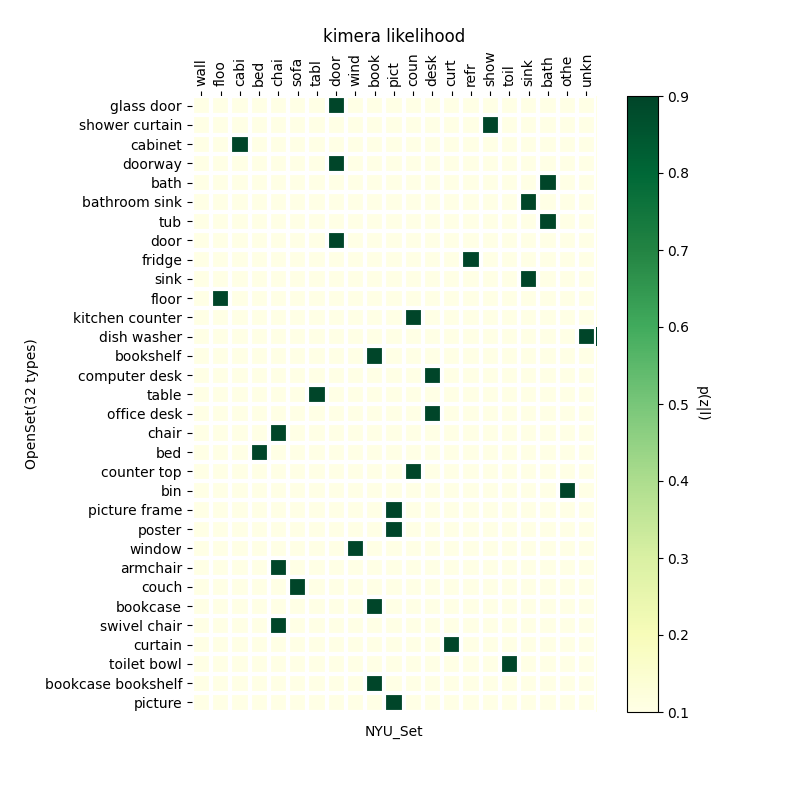 kimera likelihood
wall floo cabi bed chai sofa tabl door wind book pict coun desk curt refr show toil sink bath othe unkn
glass door
shower curtain
cabinet
doorway
bath
bathroom sink
tub
door
fridge
sink
floor
kitchen counter
dish washer
bookshelf
computer desk
table
office desk
chair
bed
counter top
bin
picture frame
poster
window
armchair
couch
bookcase
swivel chair
curtain
toilet bowl
bookcase bookshelf
picture
OpenSet(32 types)
NYU_Set
0.9
0.8
0.7
0.6
0.5
0.4
0.3
0.2
0.1
p(z|l)